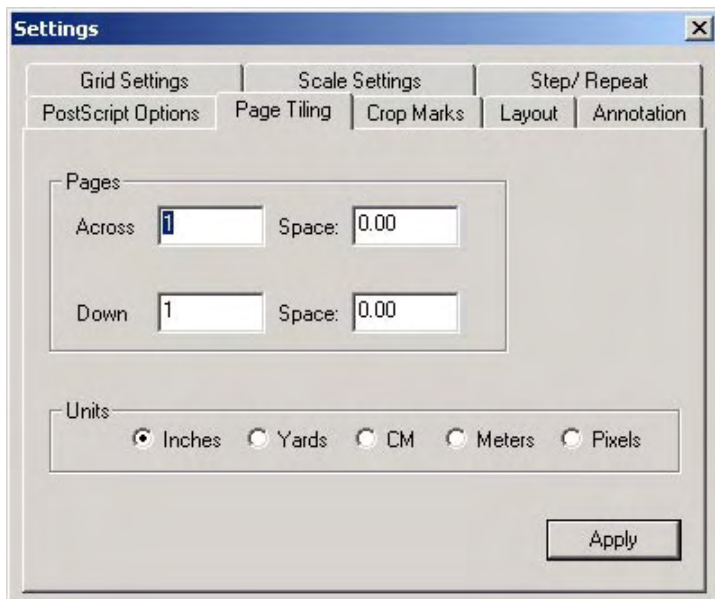 Settings
Grid Settings Scale Settings Step/ Repeat
PostScript Options Page Tiling Crop Marks Layout Annotation
Pages
Across 1 Space: 0.00
Down 1 Space: 0.00
Units
Inches Yards CM Meters Pixels
Apply